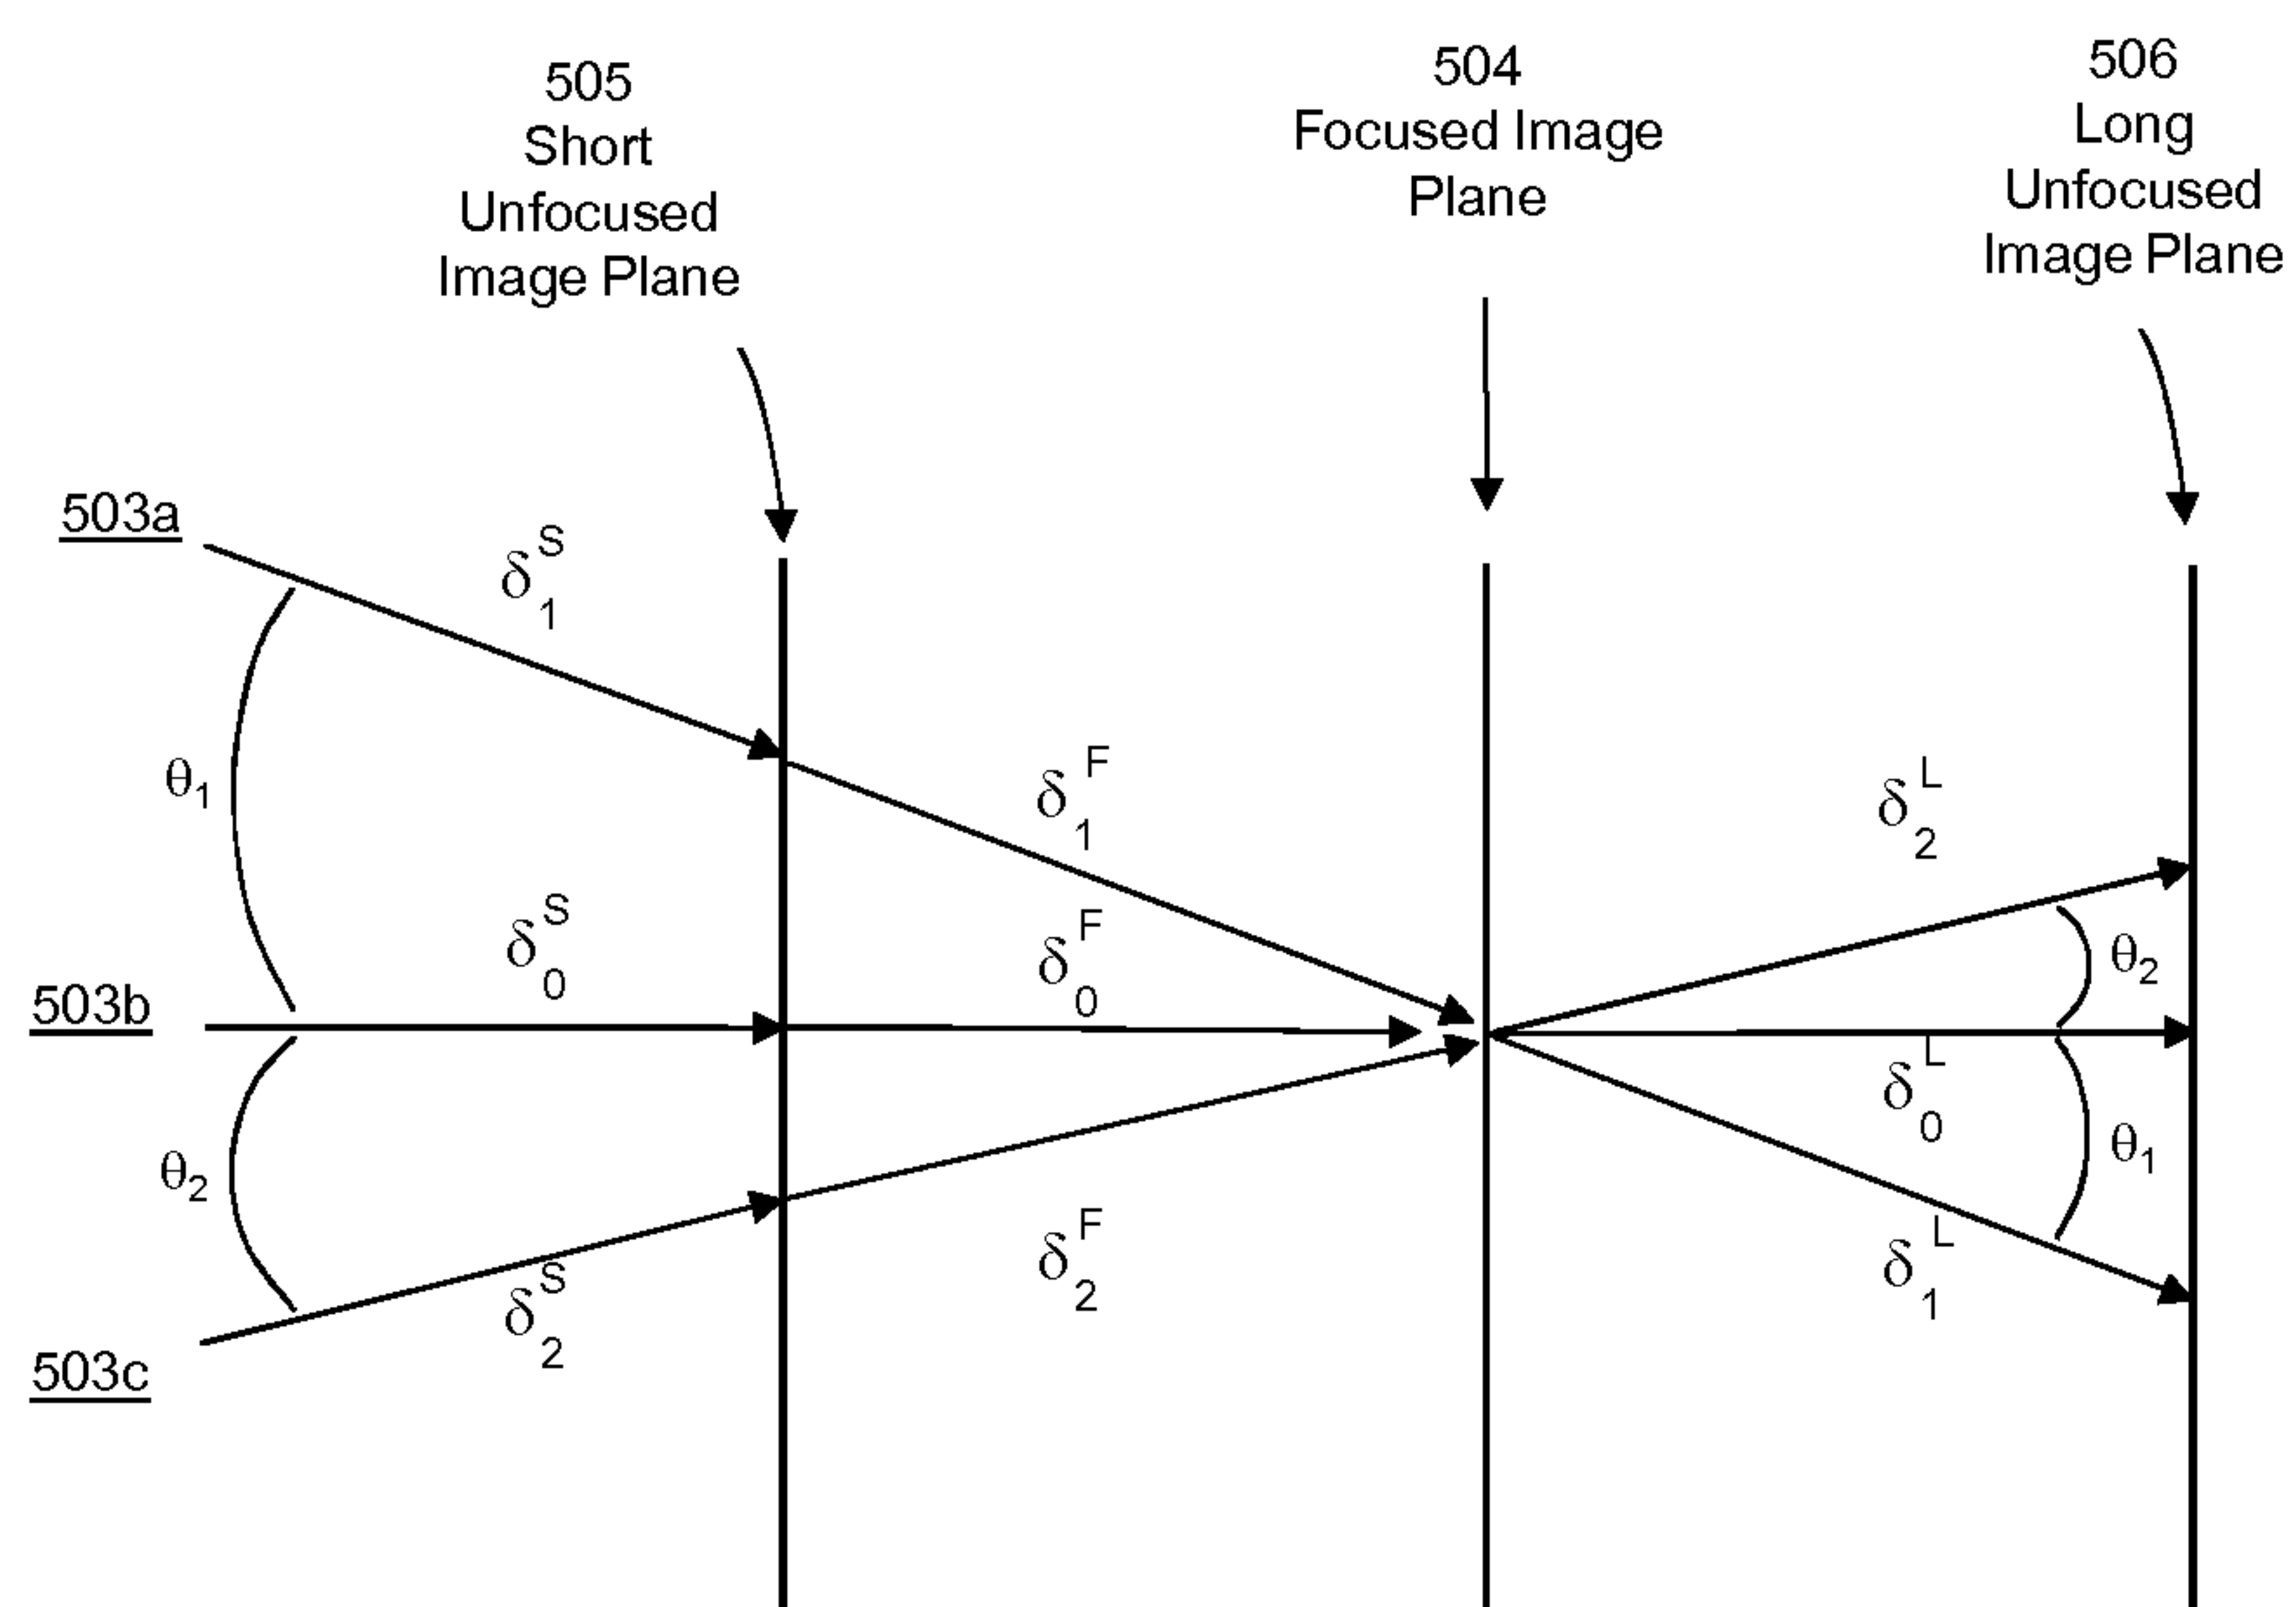 505
Short
Unfocused
Image Plane
504
Focused Image
Plane
506
Long
Unfocused
Image Plane
503a
δ1S
δ1F
δ2L
θ1
δ0S
δ0F
θ2
503b
δ0L
θ2
θ1
δ2S
δ2F
δ1L
503c